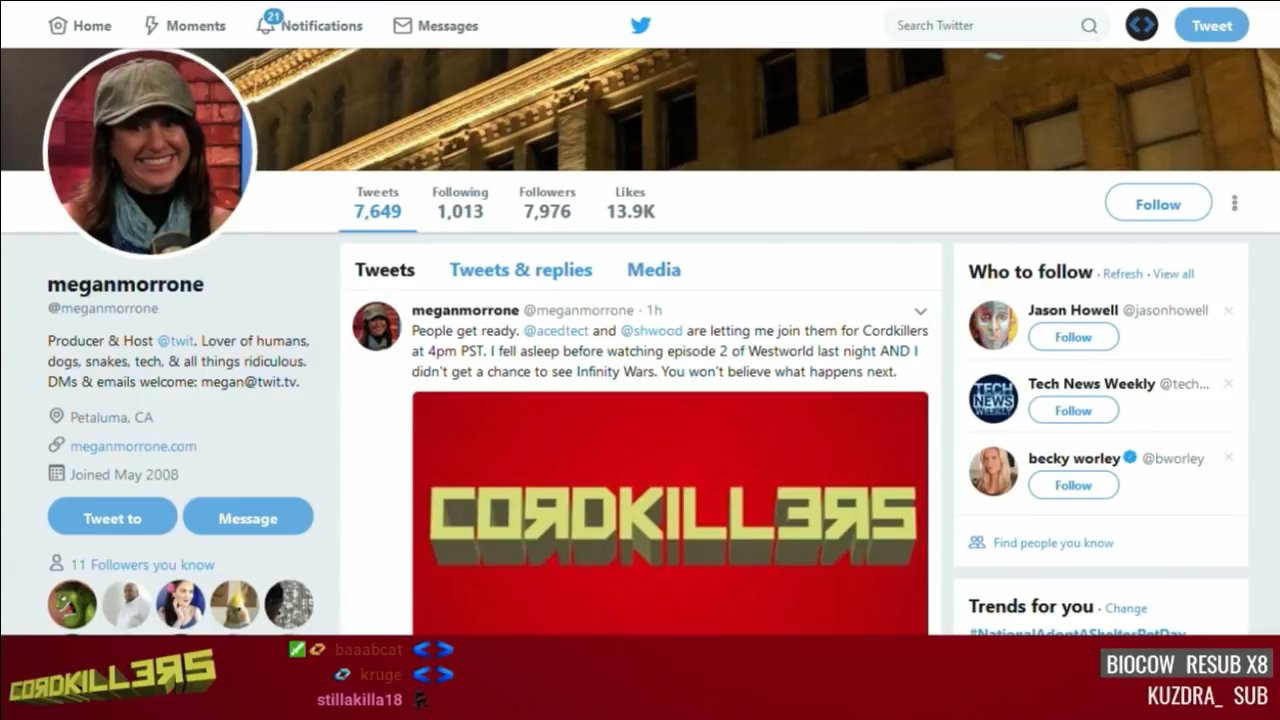 Home
Moments
21
Notifications
Messages
Search Twitter
Tweet
Tweets
7,649
Following
1,013
Followers
7,976
Likes
13.9K
Follow
meganmorrone
@meganmorrone
Producer & Host @twit. Lover of humans,
dogs, snakes, tech, & all things ridiculous.
DMs & emails welcome: megan@twit.tv.
Petaluma, CA
meganmorrone.com
Joined May 2008
Tweet to
Message
11 Followers you know
Tweets
Tweets & replies
Media
meganmorrone @meganmorrone · 1h
People get ready. @acedtect and @shwood are letting me join them for Cordkillers
at 4pm PST. I fell asleep before watching episode 2 of Westworld last night AND I
didn't get a chance to see Infinity Wars. You won't believe what happens next.
CORDKILLERS
Who to follow · Refresh · View all
Jason Howell @jasonhowell
Follow
TECH
NEWS
WEEKLY
Tech News Weekly @tech...
Follow
becky worley @bworley
Follow
Find people you know
Trends for you · Change
#NationalAdoptAShelterPetDay
CORDKILLERS
baaabcat
kruge
stillakilla18
BIOCOW RESUB X8
KUZDRA_ SUB